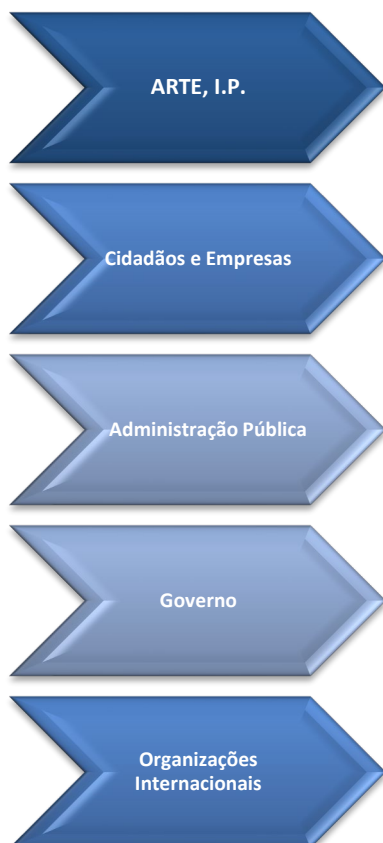 ARTE, I.P.
Cidadãos e Empresas
Administração Pública
Governo
Organizações
Internacionais